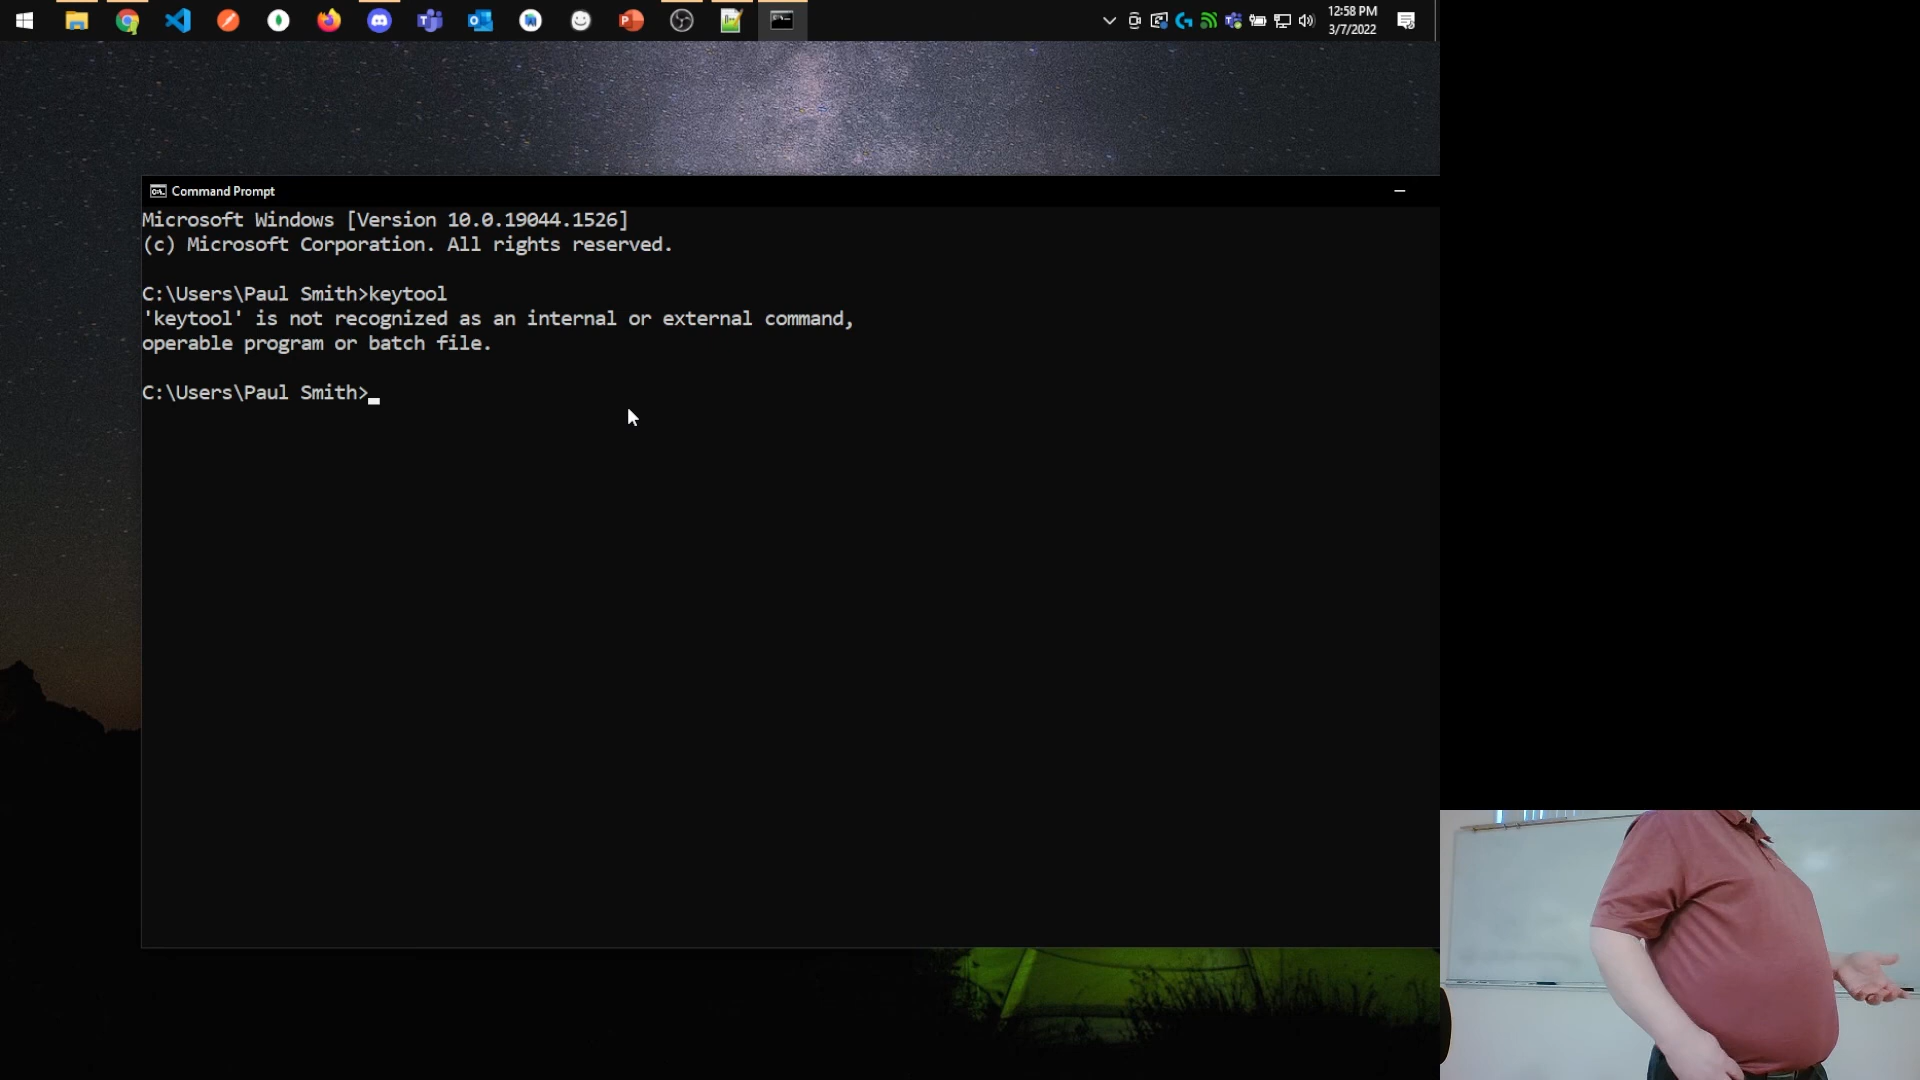 12:58 PM
3/7/2022
Command Prompt
Microsoft Windows [Version 10.0.19044.1526]
(c) Microsoft Corporation. All rights reserved.
C:\Users\Paul Smith>keytool
'keytool' is not recognized as an internal or external command,
operable program or batch file.
C:\Users\Paul Smith>